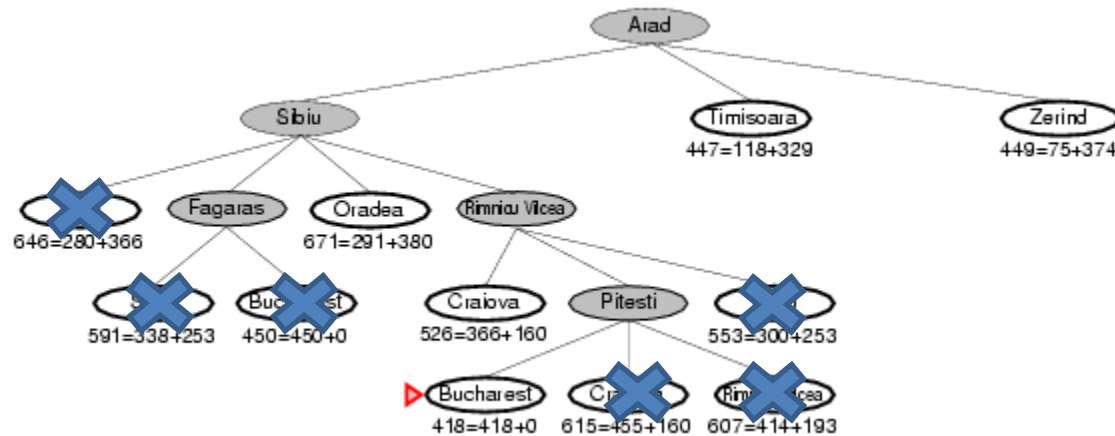 Arad
Sibiu
Timisoara
Zerind
447=118+329
449=75+374
Fagaras
Oradea
Rimnicu Vilcea
646=280+366
671=291+380
Craiova
Pitesti
591=338+253
450=450+0
526=366+160
553=300+253
Bucharest
418=418+0
615=455+160
607=414+193